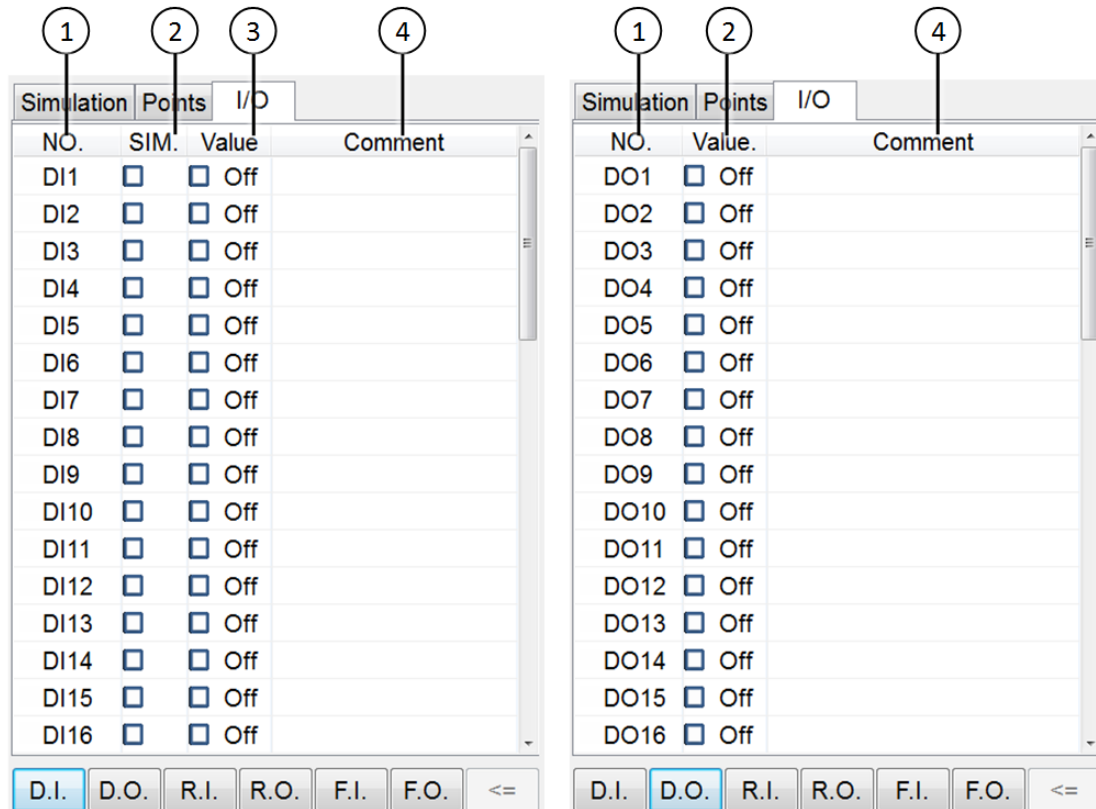 1 2 3 4
Simulation Points I/O
NO. SIM. Value Comment
DI1 Off
DI2 Off
DI3 Off
DI4 Off
DI5 Off
DI6 Off
DI7 Off
DI8 Off
DI9 Off
DI10 Off
DI11 Off
DI12 Off
DI13 Off
DI14 Off
DI15 Off
DI16 Off
D.I. D.O. R.I. R.O. F.I. F.O. <=
1 2 4
Simulation Points I/O
NO. Value. Comment
DO1 Off
DO2 Off
DO3 Off
DO4 Off
DO5 Off
DO6 Off
DO7 Off
DO8 Off
DO9 Off
DO10 Off
DO11 Off
DO12 Off
DO13 Off
DO14 Off
DO15 Off
DO16 Off
D.I. D.O. R.I. R.O. F.I. F.O. <=